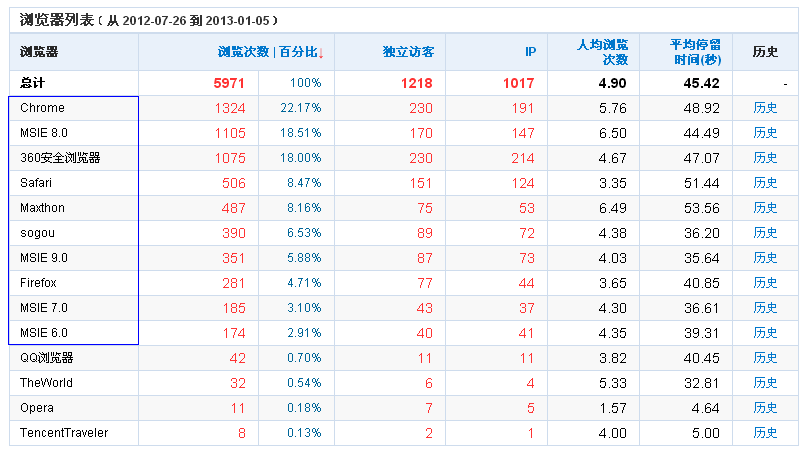 浏览器列表 ( 从 2012-07-26 到 2013-01-05 )
浏览器 浏览次数 | 百分比↓ 独立访客 IP 人均浏览次数 平均停留时间(秒) 历史
总计 5971 100% 1218 1017 4.90 45.42 -
Chrome 1324 22.17% 230 191 5.76 48.92 历史
MSIE 8.0 1105 18.51% 170 147 6.50 44.49 历史
360安全浏览器 1075 18.00% 230 214 4.67 47.07 历史
Safari 506 8.47% 151 124 3.35 51.44 历史
Maxthon 487 8.16% 75 53 6.49 53.56 历史
sogou 390 6.53% 89 72 4.38 36.20 历史
MSIE 9.0 351 5.88% 87 73 4.03 35.64 历史
Firefox 281 4.71% 77 44 3.65 40.85 历史
MSIE 7.0 185 3.10% 43 37 4.30 36.61 历史
MSIE 6.0 174 2.91% 40 41 4.35 39.31 历史
QQ浏览器 42 0.70% 11 11 3.82 40.45 历史
TheWorld 32 0.54% 6 4 5.33 32.81 历史
Opera 11 0.18% 7 5 1.57 4.64 历史
TencentTraveler 8 0.13% 2 1 4.00 5.00 历史